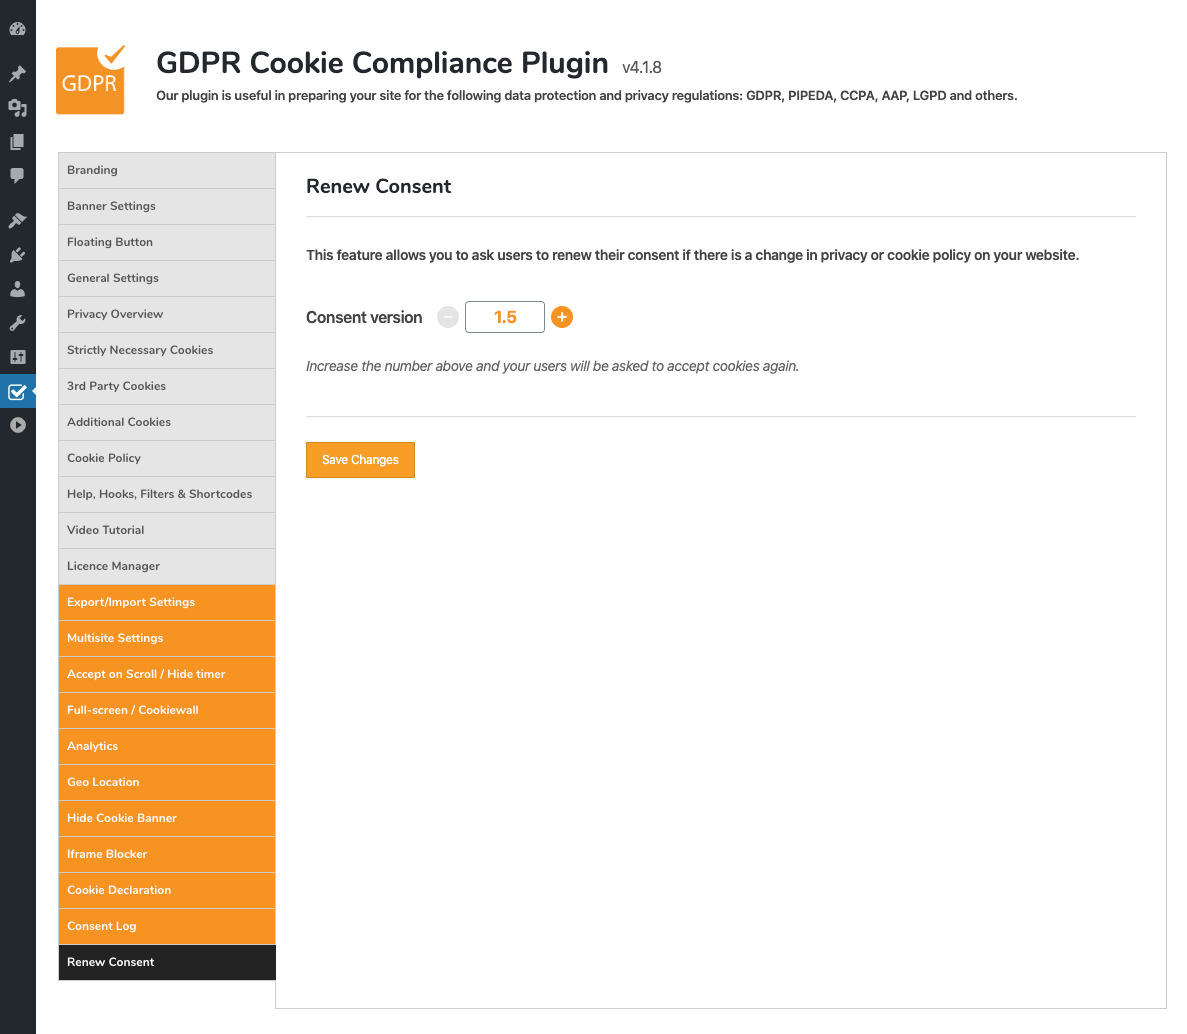 GDPR
GDPR Cookie Compliance Plugin v4.1.8
Our plugin is useful in preparing your site for the following data protection and privacy regulations: GDPR, PIPEDA, CCPA, AAP, LGPD and others.
Branding
Banner Settings
Floating Button
General Settings
Privacy Overview
Strictly Necessary Cookies
3rd Party Cookies
Additional Cookies
Cookie Policy
Help, Hooks, Filters & Shortcodes
Video Tutorial
Licence Manager
Export/Import Settings
Multisite Settings
Accept on Scroll / Hide timer
Full-screen / Cookiewall
Analytics
Geo Location
Hide Cookie Banner
Iframe Blocker
Cookie Declaration
Consent Log
Renew Consent
Renew Consent
This feature allows you to ask users to renew their consent if there is a change in privacy or cookie policy on your website.
Consent version − 1.5 +
Increase the number above and your users will be asked to accept cookies again.
Save Changes